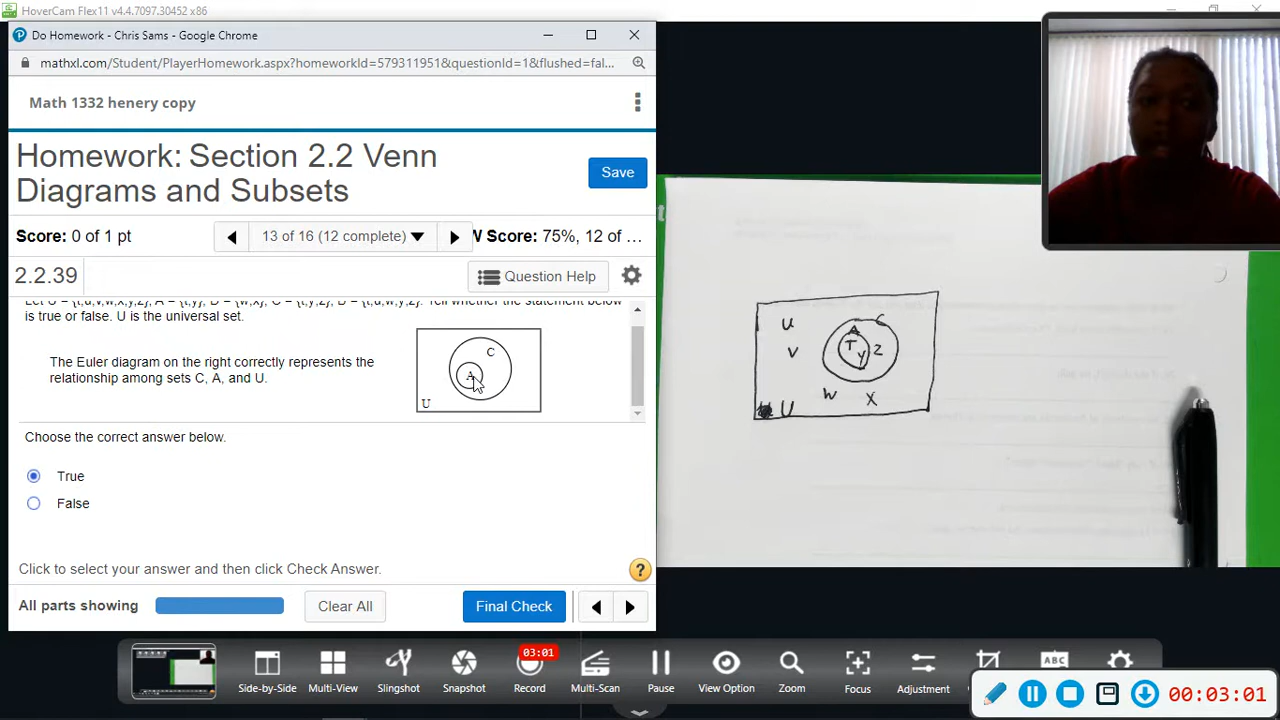 HoverCam Flex11 v4.4.7097.30452 x86
Do Homework - Chris Sams - Google Chrome
mathxl.com/Student/PlayerHomework.aspx?homeworkId=579311951&questionId=1&flushed=fal...
Math 1332 henery copy
Homework: Section 2.2 Venn
Diagrams and Subsets
Save
Score: 0 of 1 pt
13 of 16 (12 complete)
W Score: 75%, 12 of ...
2.2.39
Question Help
Tell whether the statement below
is true or false. U is the universal set.
The Euler diagram on the right correctly represents the
relationship among sets C, A, and U.
C
A
U
Choose the correct answer below.
True
False
Click to select your answer and then click Check Answer.
?
All parts showing
Clear All
Final Check
U
A C
V
T
y
z
w
x
U
03:01
Side-by-Side
Multi-View
Slingshot
Snapshot
Record
Multi-Scan
Pause
View Option
Zoom
Focus
Adjustment
ABC
00:03:01